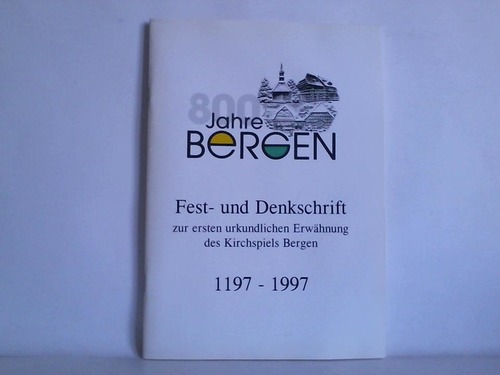 800
Jahre
BeRGEN
Fest- und Denkschrift
zur ersten urkundlichen Erwähnung
des Kirchspiels Bergen
1197 - 1997